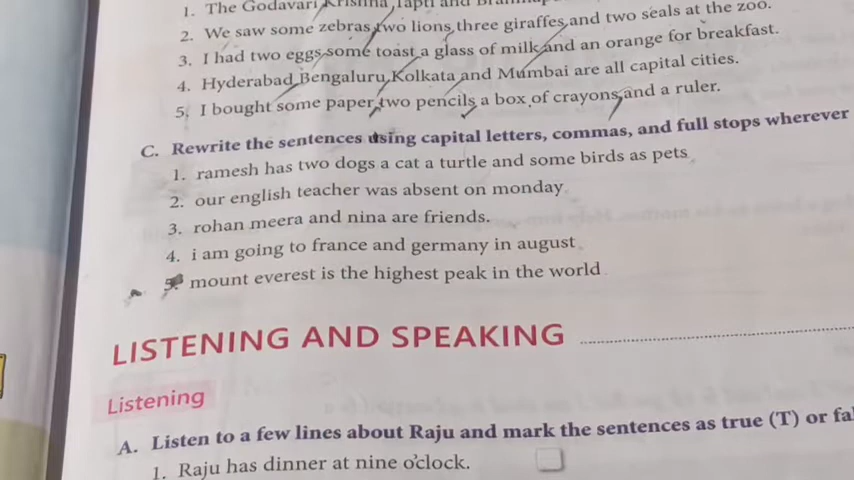 1. The Godavari Krishna Tapti and
2. We saw some zebras two lions three giraffes and two seals at the zoo.
3. I had two eggs some toast a glass of milk and an orange for breakfast.
4. Hyderabad Bengaluru Kolkata and Mumbai are all capital cities.
5. I bought some paper two pencils a box of crayons and a ruler.
C. Rewrite the sentences using capital letters, commas, and full stops wherever
1. ramesh has two dogs a cat a turtle and some birds as pets
2. our english teacher was absent on monday
3. rohan meera and nina are friends.
4. i am going to france and germany in august
5. mount everest is the highest peak in the world
LISTENING AND SPEAKING
Listening
A. Listen to a few lines about Raju and mark the sentences as true (T) or fal
1. Raju has dinner at nine o'clock.